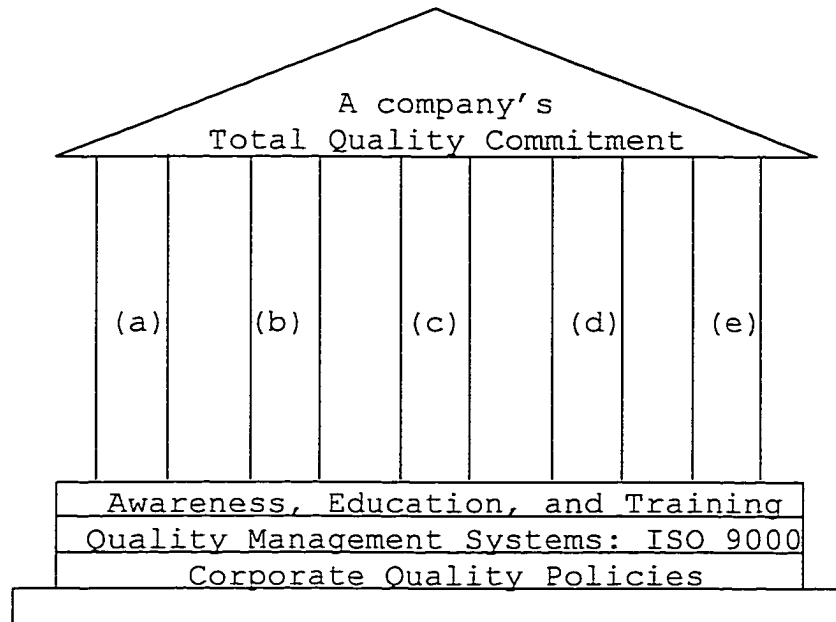 A company's
Total Quality Commitment
(a) (b) (c) (d) (e)
Awareness, Education, and Training
Quality Management Systems: ISO 9000
Corporate Quality Policies